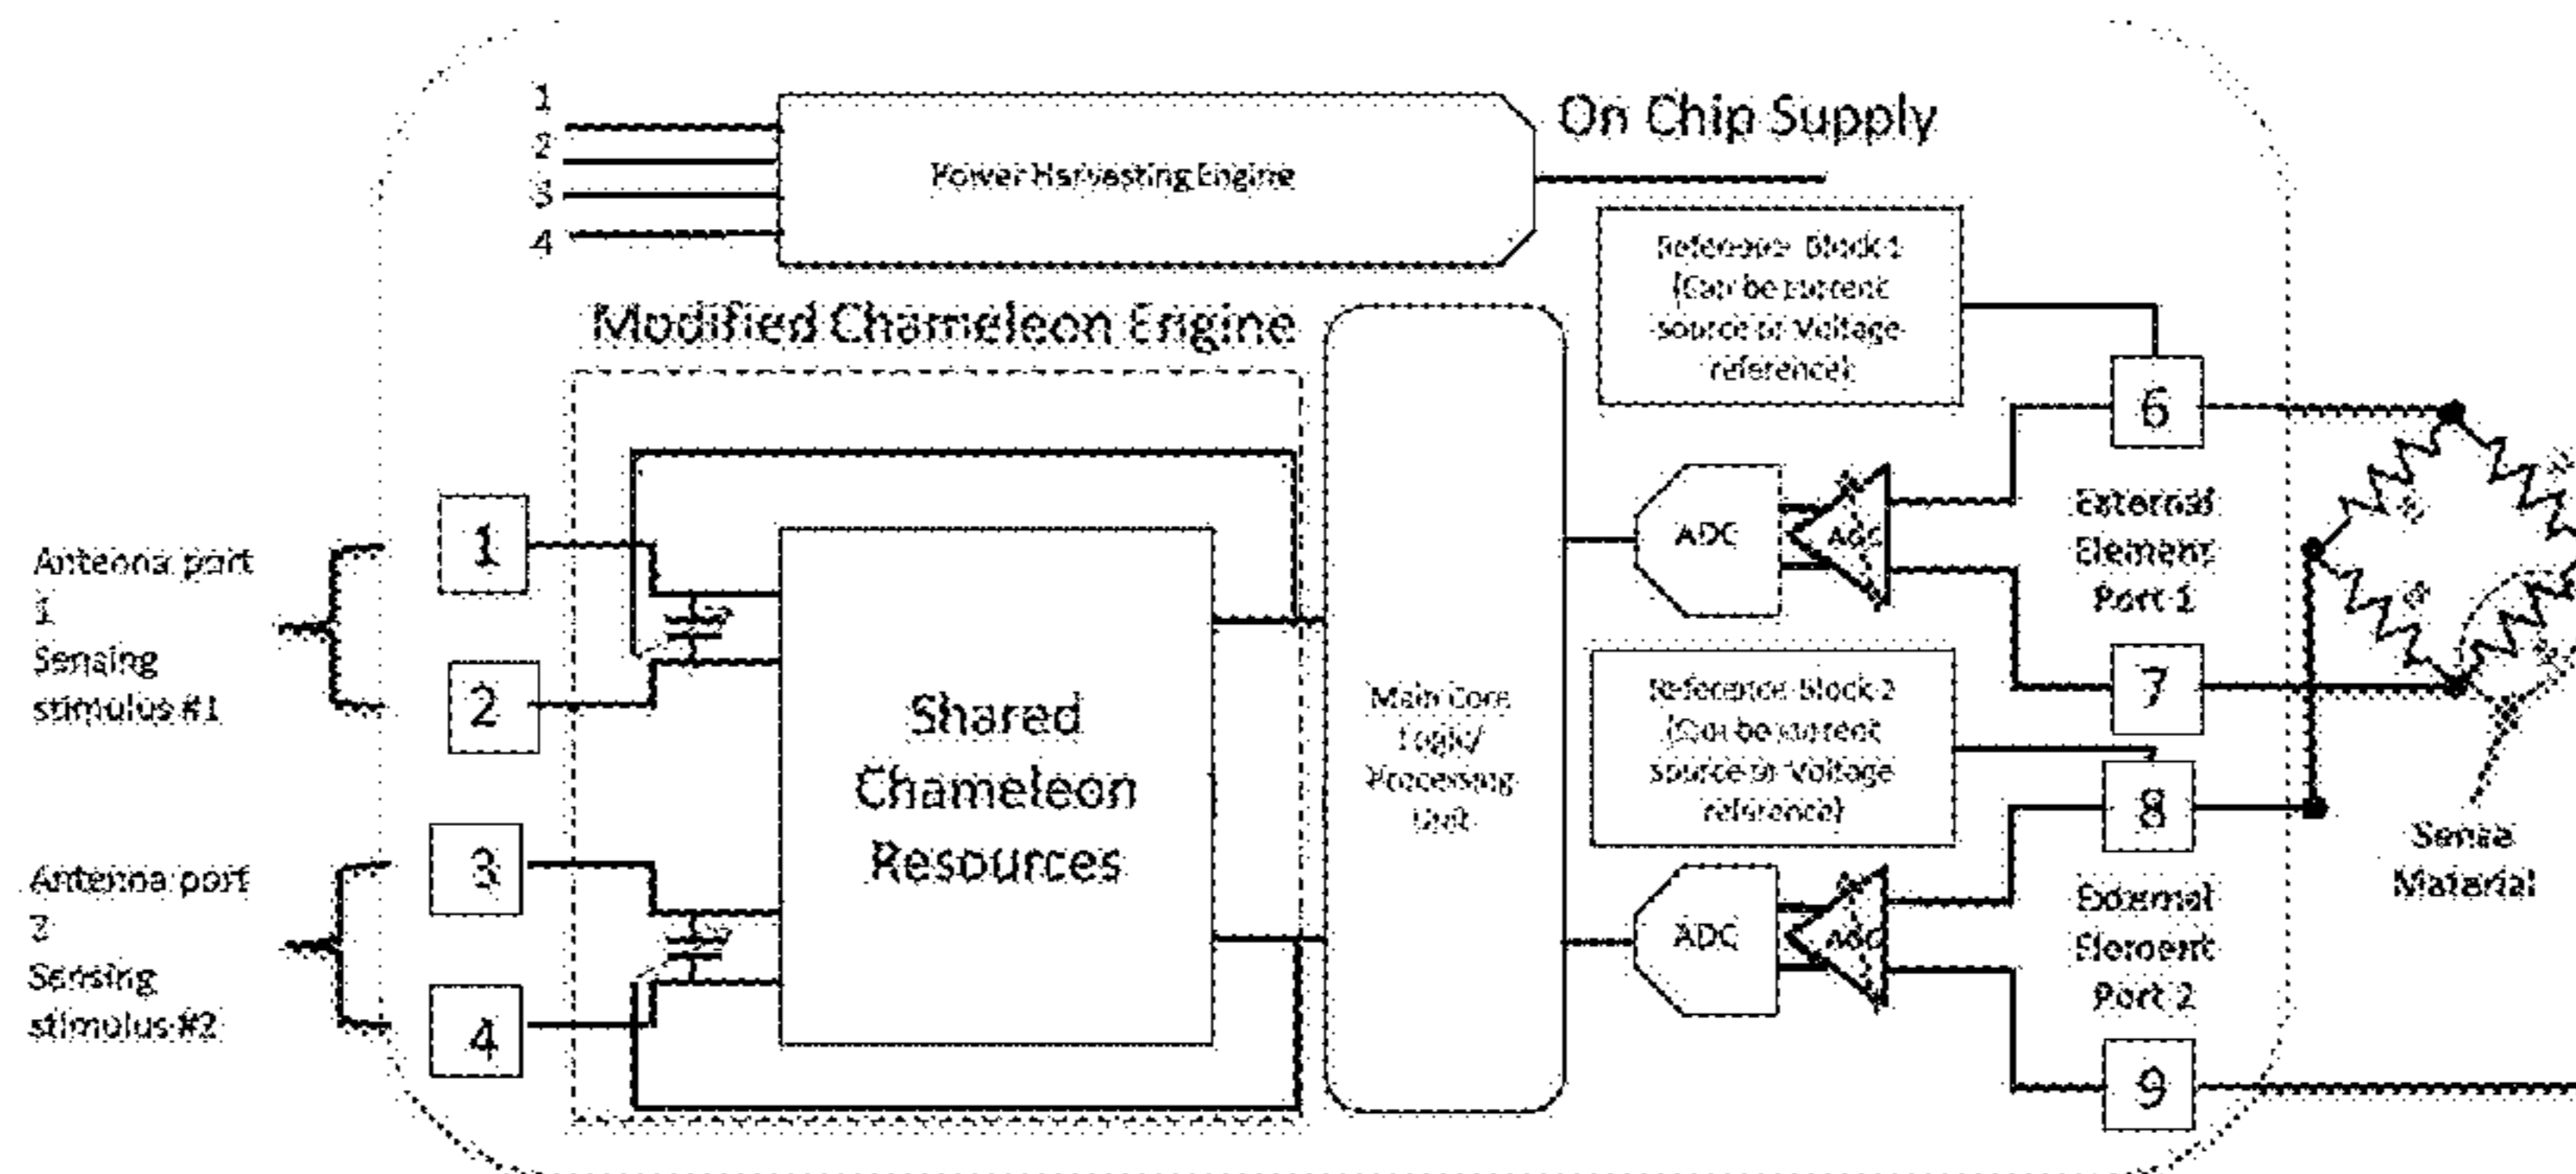 1
2
3
4
Power Harvesting Engine
On Chip Supply
Reference Block 1
(Can be current
source or Voltage
reference)
Modified Chameleon Engine
6
1
2
3
4
Antenna port
1
Sensing
stimulus #1
Antenna port
2
Sensing
stimulus #2
Shared
Chameleon
Resources
Main Core
Logic/
Processing
Unit
ADC
AGC
External
Element
Port 1
7
Reference Block 2
(Can be current
source or Voltage
reference)
8
ADC
AGC
External
Element
Port 2
9
Sense
Material